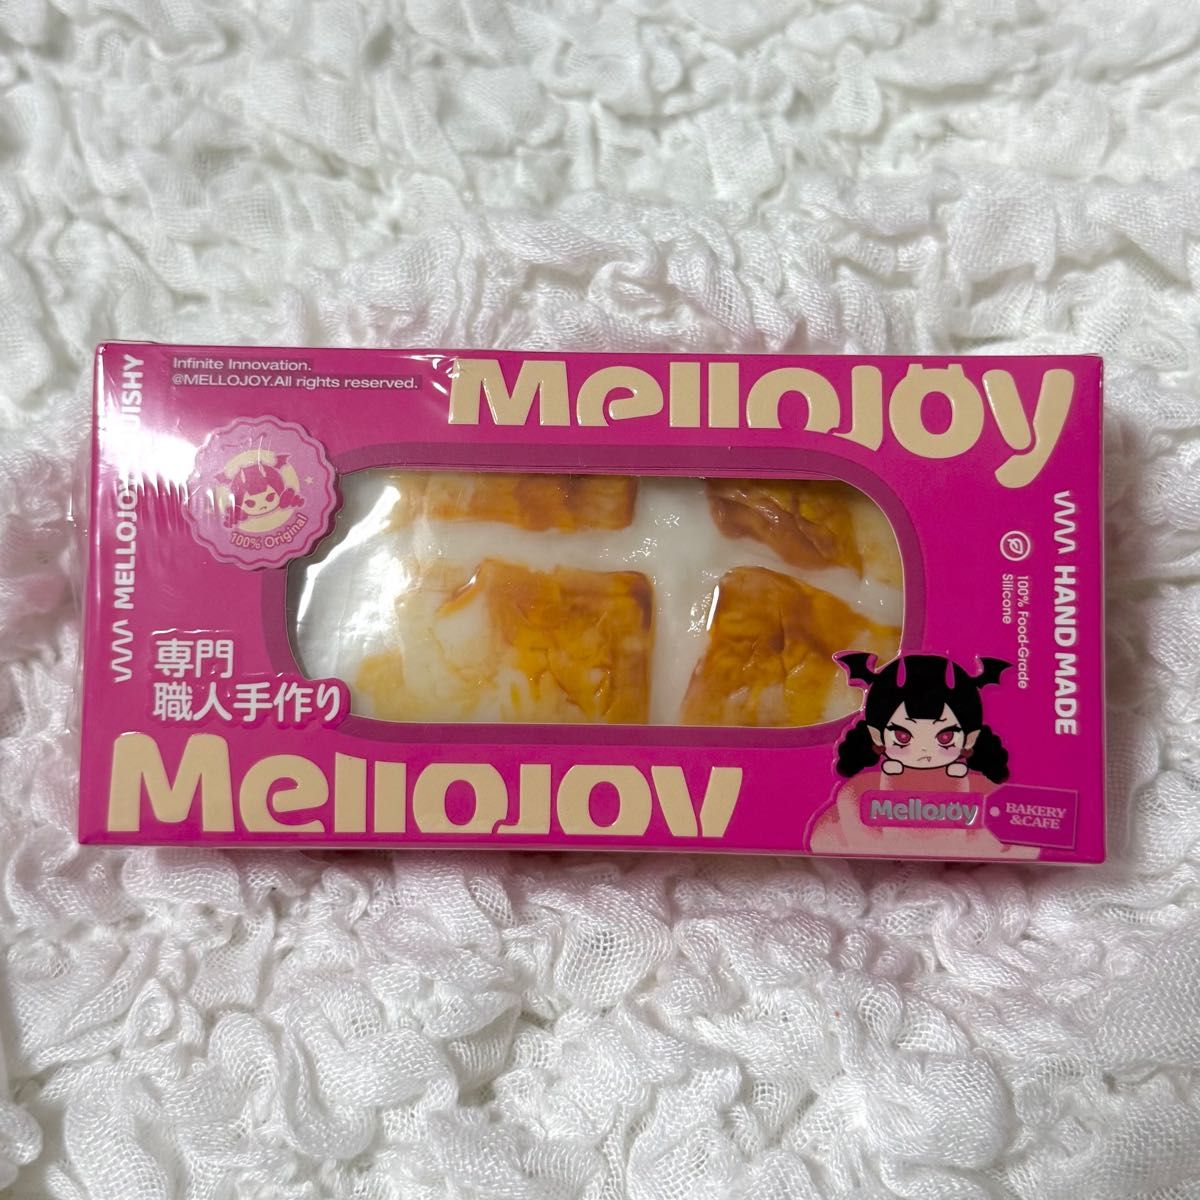 Infinite Innovation.
@MELLOJOY.All rights reserved.
MellOJOY
MELLOJOY
UISHY
100% Original
専門
職人手作り
HAND MADE
100% Food-Grade
Silicone
MellOJOY
MellOJOY
BAKERY
&CAFE